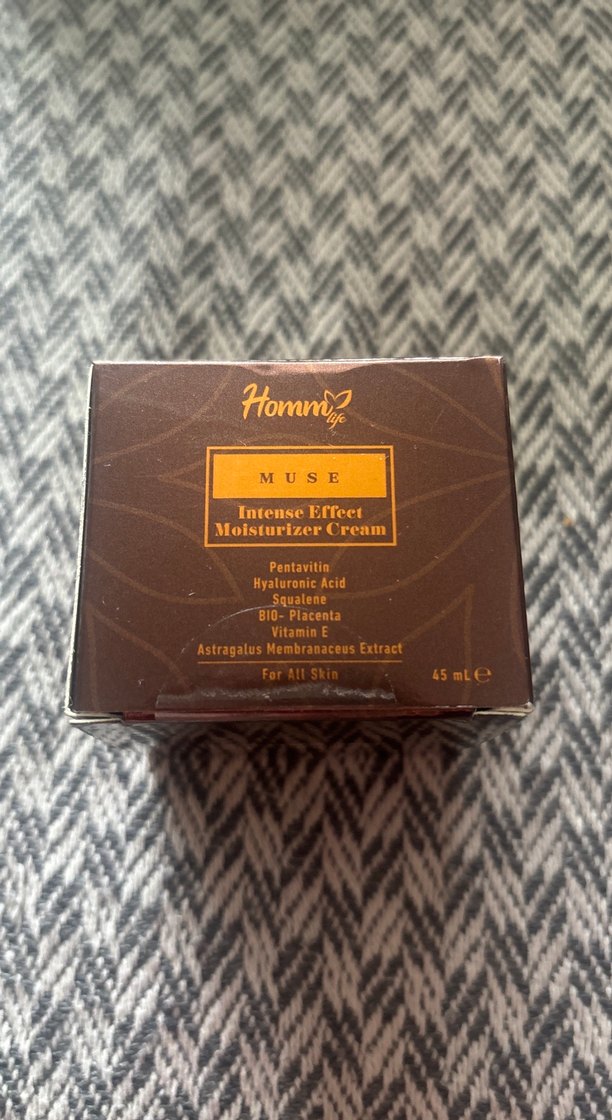 Homm
life
MUSE
Intense Effect
Moisturizer Cream
Pentavitin
Hyaluronic Acid
Squalene
BIO- Placenta
Vitamin E
Astragalus Membranaceus Extract
For All Skin
45 mL ℮